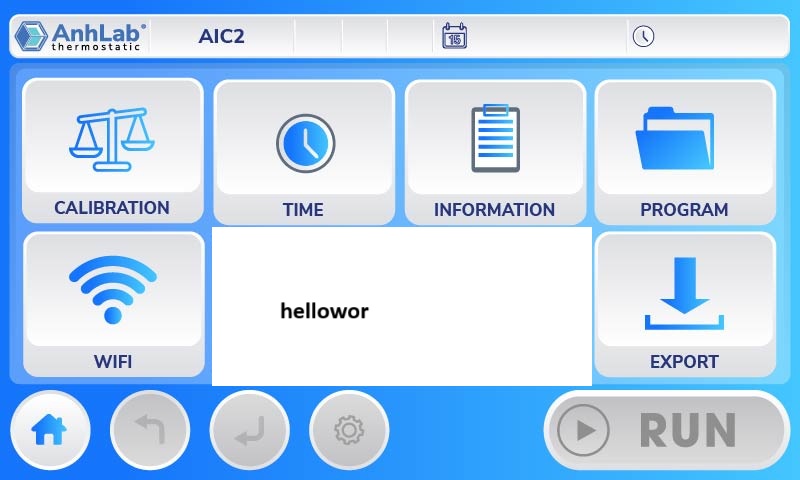 AnhLab®
thermostatic
AIC2
15
CALIBRATION
TIME
INFORMATION
PROGRAM
WIFI
hellowor
EXPORT
RUN